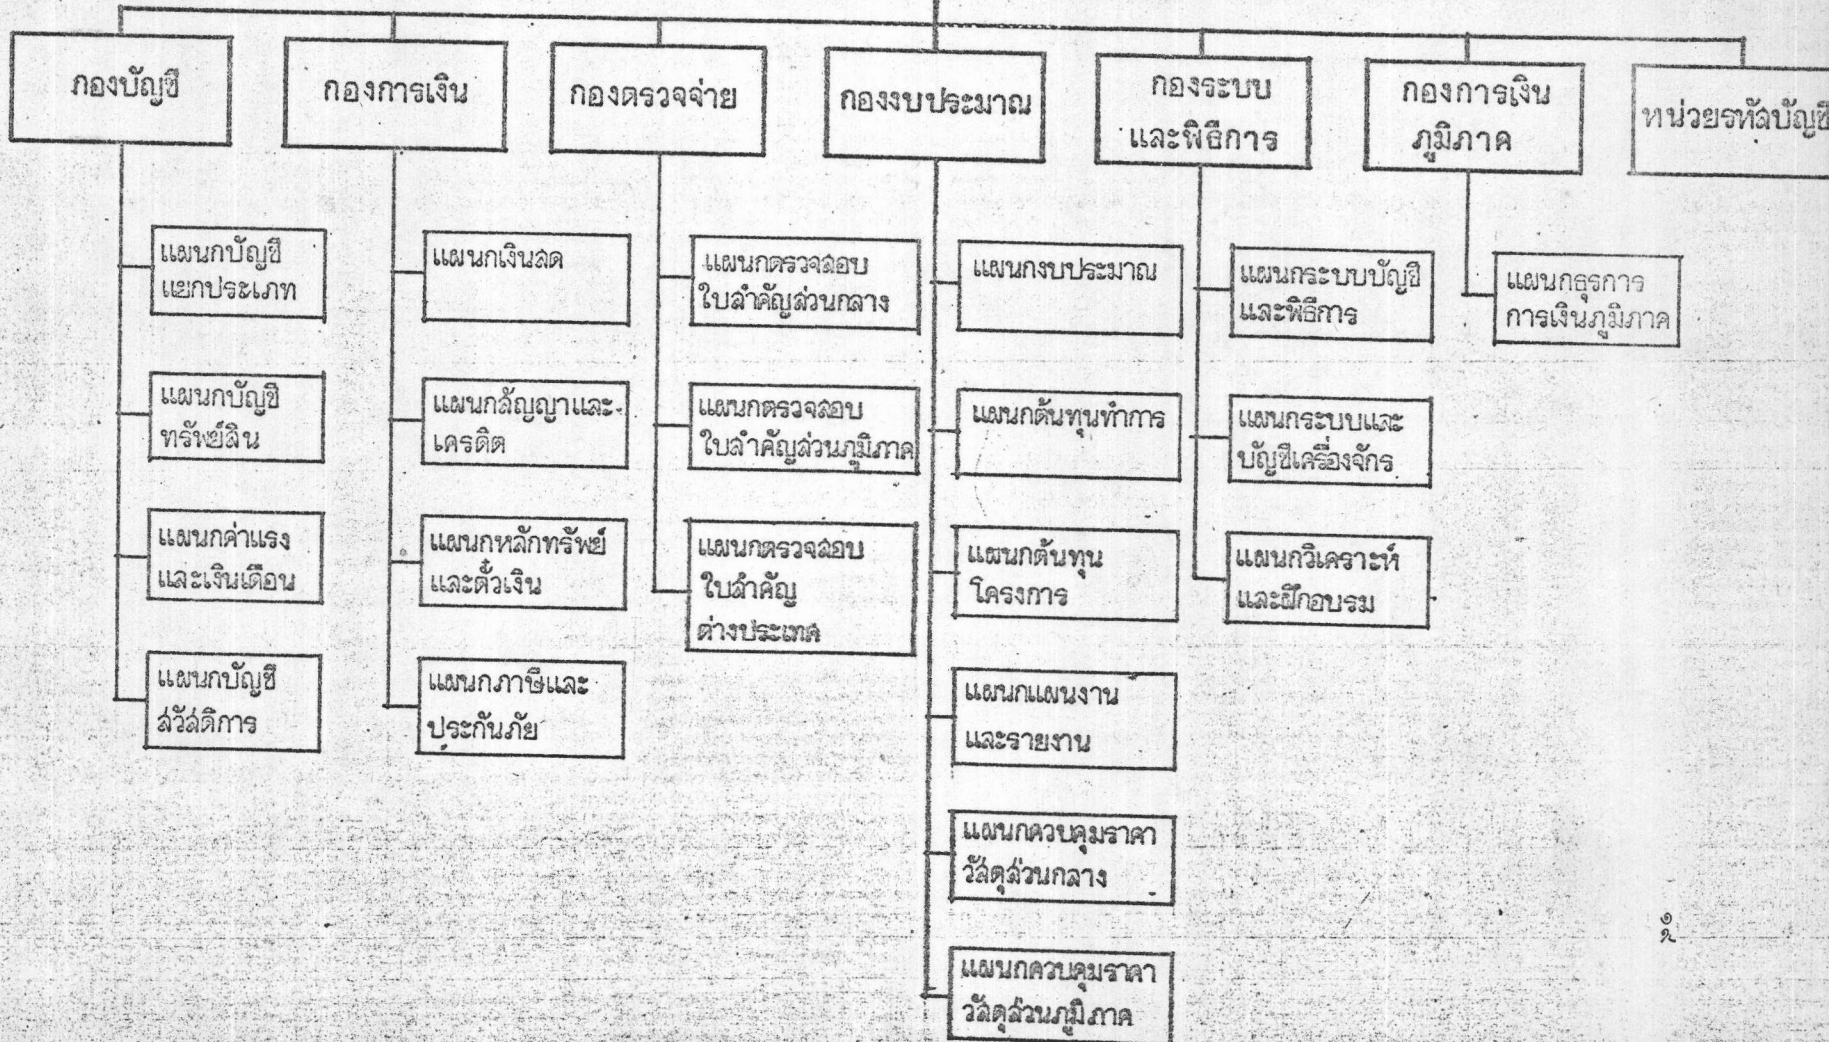 กองบัญชี
กองการเงิน
กองตรวจจ่าย
กองงบประมาณ
กองระบบ
และพิธีการ
กองการเงิน
ภูมิภาค
หน่วยรหัสบัญชี
แผนกบัญชี
แยกประเภท
แผนกบัญชี
ทรัพย์สิน
แผนกค่าแรง
และเงินเดือน
แผนกบัญชี
สวัสดิการ
แผนกเงินสด
แผนกสัญญาและ
เครดิต
แผนกหลักทรัพย์
และตั๋วเงิน
แผนกภาษีและ
ประกันภัย
แผนกตรวจสอบ
ใบสำคัญส่วนกลาง
แผนกตรวจสอบ
ใบสำคัญส่วนภูมิภาค
แผนกตรวจสอบ
ใบสำคัญ
ต่างประเทศ
แผนกงบประมาณ
แผนกต้นทุนทำการ
แผนกต้นทุน
โครงการ
แผนกแผนงาน
และรายงาน
แผนกควบคุมราคา
วัสดุส่วนกลาง
แผนกควบคุมราคา
วัสดุส่วนภูมิภาค
แผนกระบบบัญชี
และพิธีการ
แผนกระบบและ
บัญชีเครื่องจักร
แผนกวิเคราะห์
และฝึกอบรม
แผนกธุรการ
การเงินภูมิภาค